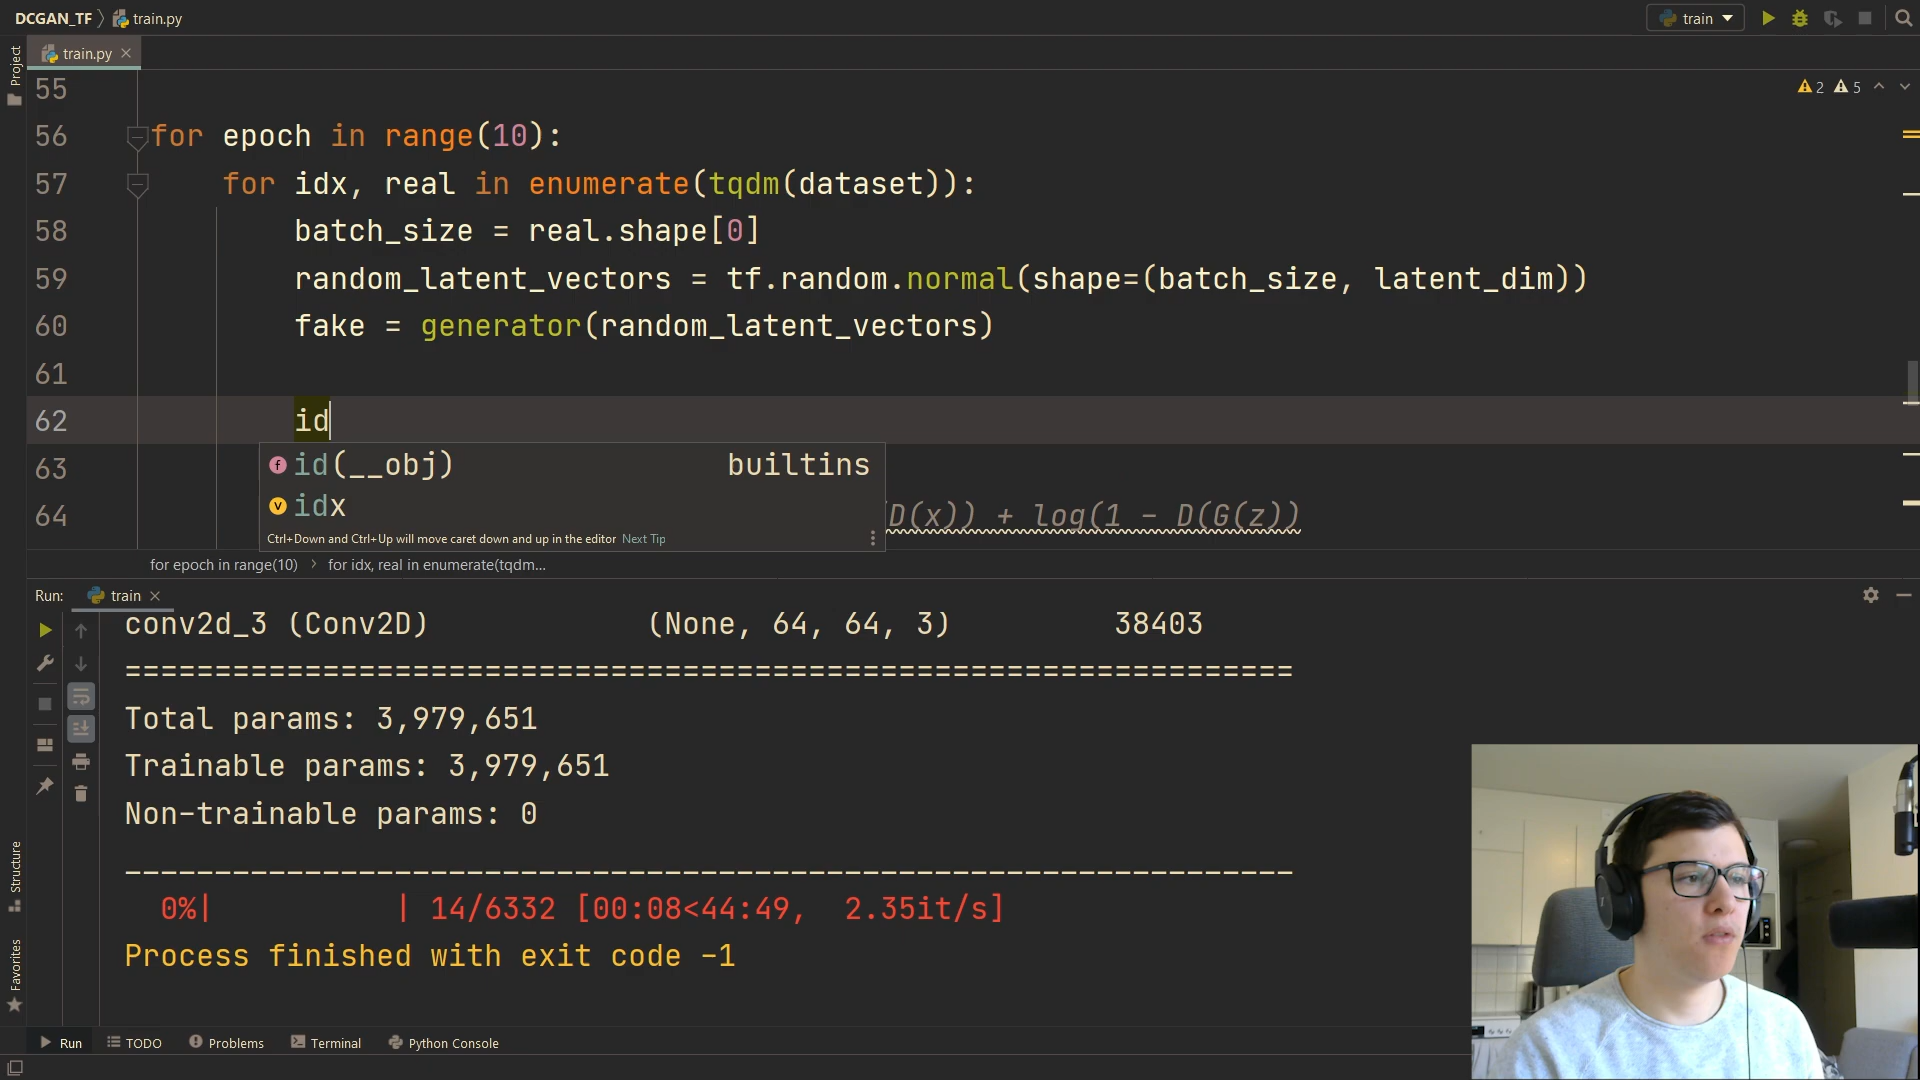 DCGAN_TF train.py
train
Project
train.py
2 5
55
56 for epoch in range(10):
57 for idx, real in enumerate(tqdm(dataset)):
58 batch_size = real.shape[0]
59 random_latent_vectors = tf.random.normal(shape=(batch_size, latent_dim))
60 fake = generator(random_latent_vectors)
61
62 id
63
64 D(x)) + log(1 - D(G(z))
f id(__obj) builtins
v idx
Ctrl+Down and Ctrl+Up will move caret down and up in the editor Next Tip
for epoch in range(10) for idx, real in enumerate(tqdm...
Run: train
conv2d_3 (Conv2D) (None, 64, 64, 3) 38403
=================================================================
Total params: 3,979,651
Trainable params: 3,979,651
Non-trainable params: 0
_________________________________________________________________
0%| | 14/6332 [00:08<44:49, 2.35it/s]
Process finished with exit code -1
Structure
Favorites
Run TODO Problems Terminal Python Console